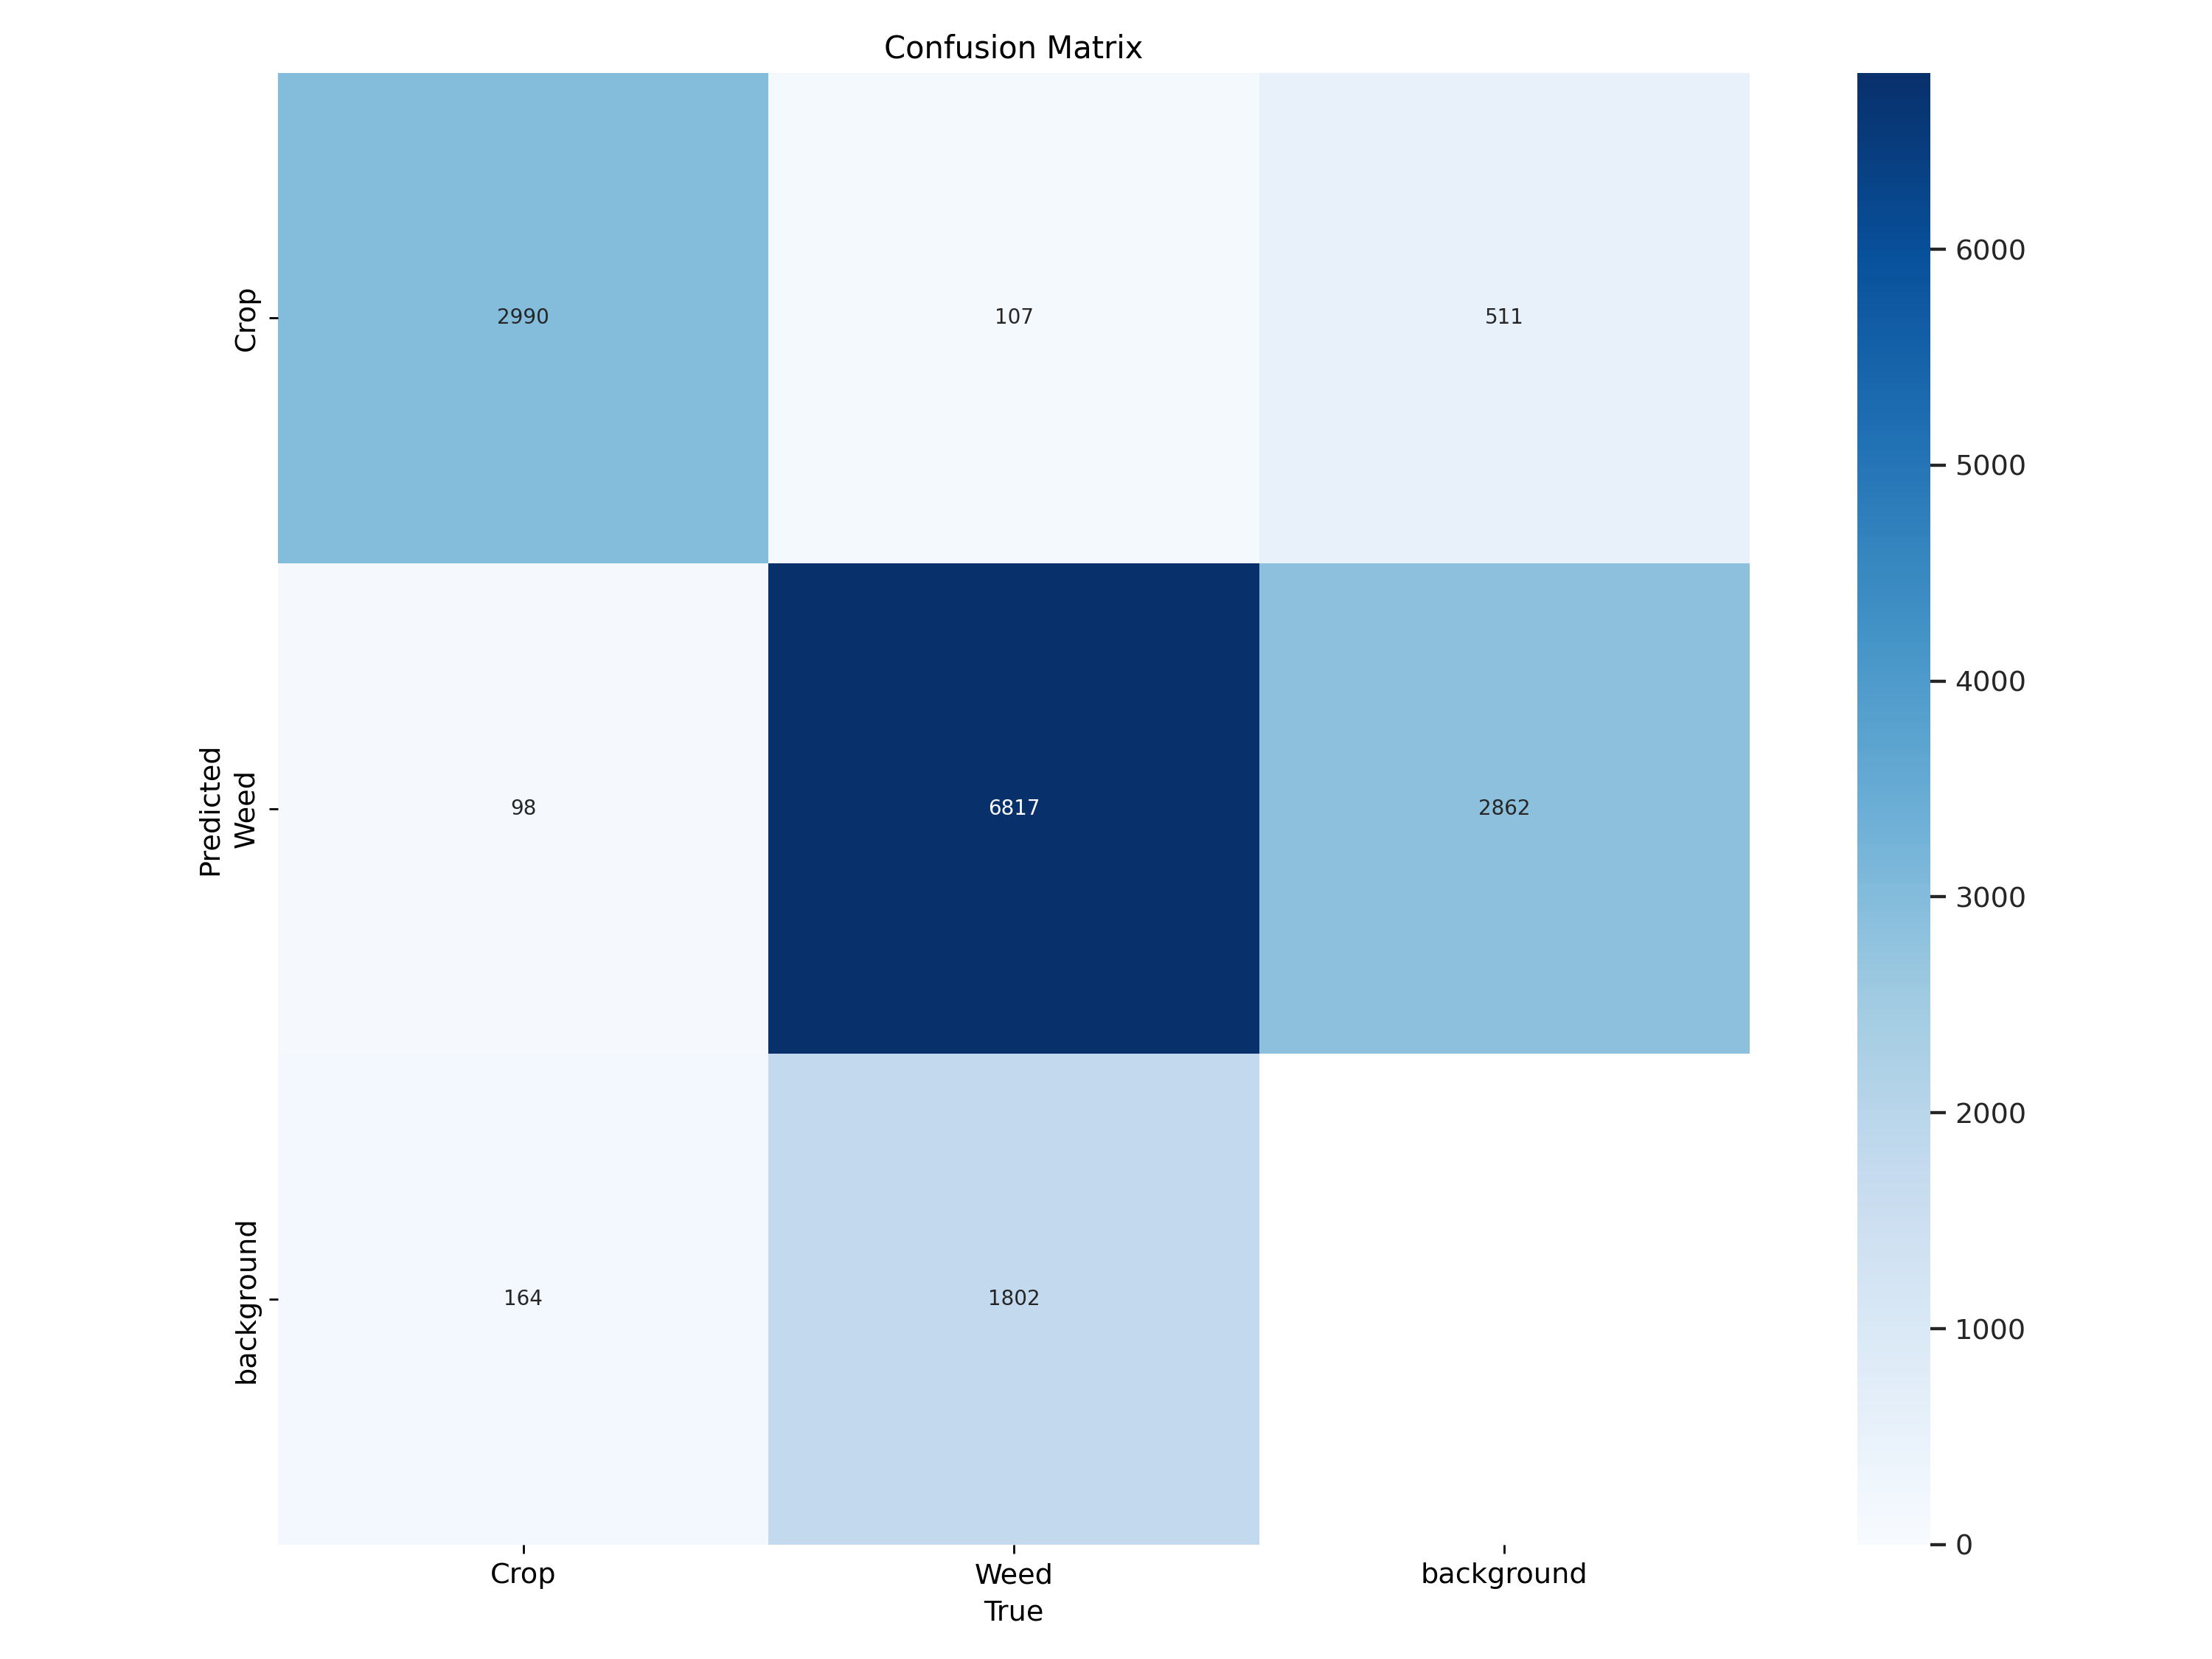 Confusion Matrix
Crop
2990
107
511
6000
5000
4000
Predicted
Weed
98
6817
2862
3000
2000
background
164
1802
1000
0
Crop
Weed
background
True